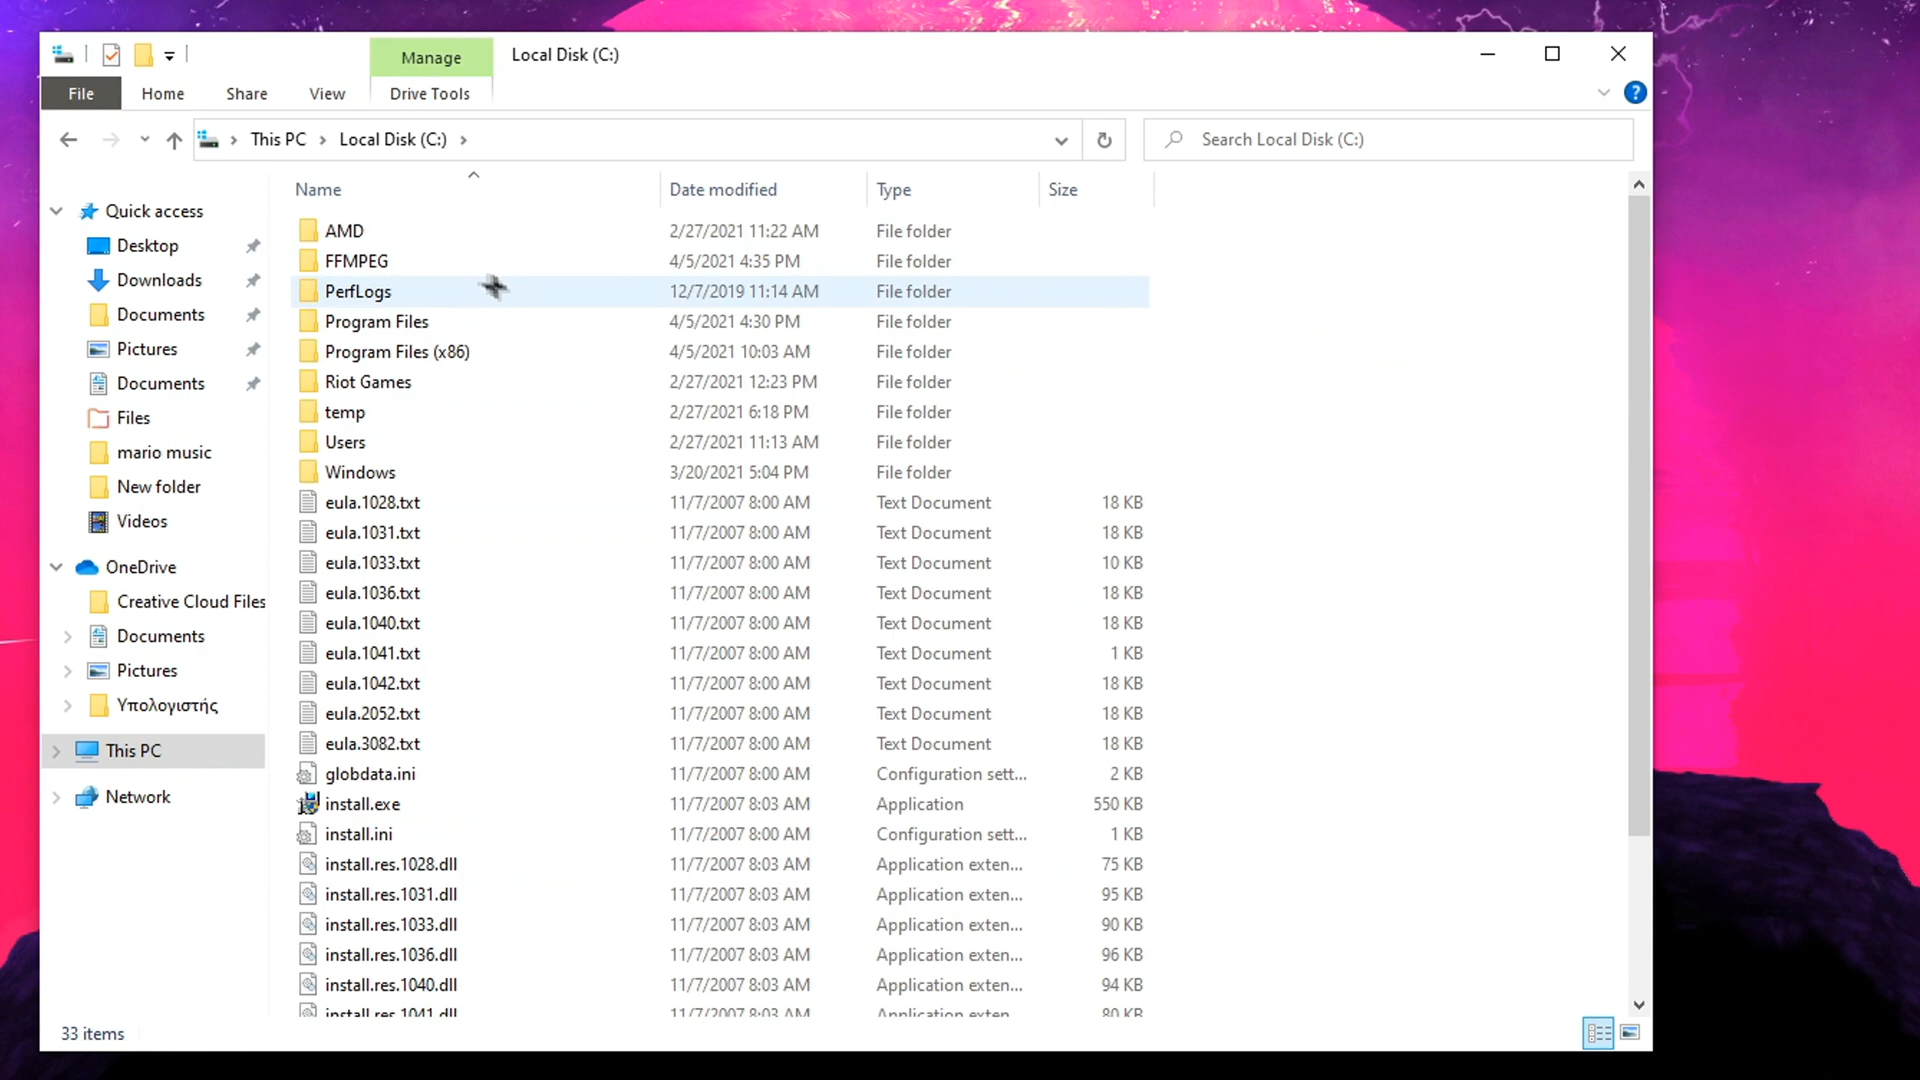 Manage
Local Disk (C:)
File
Home
Share
View
Drive Tools
?
This PC
Local Disk (C:)
Search Local Disk (C:)
Name
Date modified
Type
Size
Quick access
Desktop
Downloads
Documents
Pictures
Documents
Files
mario music
New folder
Videos
OneDrive
Creative Cloud Files
Documents
Pictures
Υπολογιστής
This PC
Network
AMD 2/27/2021 11:22 AM File folder
FFMPEG 4/5/2021 4:35 PM File folder
PerfLogs 12/7/2019 11:14 AM File folder
Program Files 4/5/2021 4:30 PM File folder
Program Files (x86) 4/5/2021 10:03 AM File folder
Riot Games 2/27/2021 12:23 PM File folder
temp 2/27/2021 6:18 PM File folder
Users 2/27/2021 11:13 AM File folder
Windows 3/20/2021 5:04 PM File folder
eula.1028.txt 11/7/2007 8:00 AM Text Document 18 KB
eula.1031.txt 11/7/2007 8:00 AM Text Document 18 KB
eula.1033.txt 11/7/2007 8:00 AM Text Document 10 KB
eula.1036.txt 11/7/2007 8:00 AM Text Document 18 KB
eula.1040.txt 11/7/2007 8:00 AM Text Document 18 KB
eula.1041.txt 11/7/2007 8:00 AM Text Document 1 KB
eula.1042.txt 11/7/2007 8:00 AM Text Document 18 KB
eula.2052.txt 11/7/2007 8:00 AM Text Document 18 KB
eula.3082.txt 11/7/2007 8:00 AM Text Document 18 KB
globdata.ini 11/7/2007 8:00 AM Configuration sett... 2 KB
install.exe 11/7/2007 8:03 AM Application 550 KB
install.ini 11/7/2007 8:00 AM Configuration sett... 1 KB
install.res.1028.dll 11/7/2007 8:03 AM Application exten... 75 KB
install.res.1031.dll 11/7/2007 8:03 AM Application exten... 95 KB
install.res.1033.dll 11/7/2007 8:03 AM Application exten... 90 KB
install.res.1036.dll 11/7/2007 8:03 AM Application exten... 96 KB
install.res.1040.dll 11/7/2007 8:03 AM Application exten... 94 KB
install.res.1041.dll 11/7/2007 8:03 AM Application exten... 80 KB
33 items